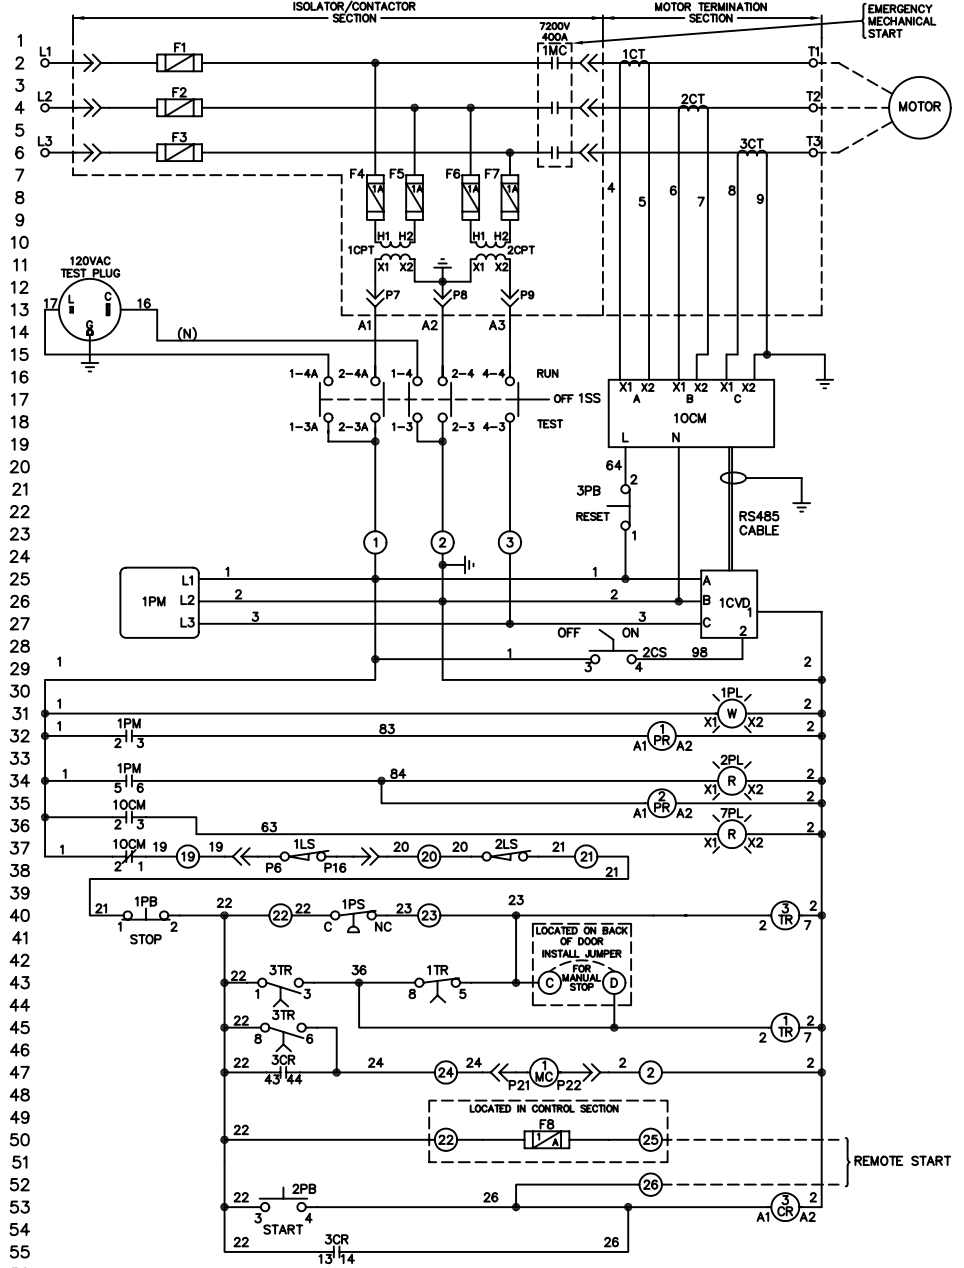 ISOLATOR/CONTACTOR
SECTION
MOTOR TERMINATION
SECTION
EMERGENCY
MECHANICAL
START
7200V
400A
1
2 L1 F1 1MC 1CT T1
3
4 L2 F2 2CT T2 MOTOR
5
6 L3 F3 3CT T3
7 F4 F5 F6 F7
8 1A 1A 1A 1A 4 5 6 7 8 9
9
10 H1 H2 H1 H2
1CPT 2CPT
11 X1 X2 X1 X2
120VAC
TEST PLUG
12
P7 P8 P9
13 17 L C 16
G
14 (N) A1 A2 A3
15
16 1-4A 2-4A 1-4 2-4 4-4 RUN X1 X2 X1 X2 X1 X2
17 OFF 1SS A B C
18 1-3A 2-3A 1-3 2-3 4-3 TEST 10CM
19 L N
20 64
21 3PB 2
22 RESET RS485
23 1 2 3 1 CABLE
24
25 L1 1 1 A
26 1PM L2 2 2 B 1CVD 1
27 L3 3 3 C
28 OFF ON 2
29 1 1 3 4 2CS 98 2
30
31 1 1PL W X1 X2 2
32 1 1PM 2 3 83 1 PR A1 A2 2
33
34 1 1PM 5 6 84 2PL R X1 X2 2
35 2 PR A1 A2 2
36 10CM 2 3 63 7PL R X1 X2 2
37 1 10CM 2 1 19 19 19 P6 1LS P16 20 20 20 2LS 21 21
38 21
39
40 21 1PB 1 2 22 22 22 1PS C NC 23 23 23 3 TR 2 7 2
STOP
41 LOCATED ON BACK
OF DOOR
42 INSTALL JUMPER
43 22 3TR 1 3 36 1TR 8 5 C FOR
MANUAL
STOP D
44
45 22 3TR 8 6 1 TR 2 7 2
46
47 22 3CR 43 44 24 24 24 P21 1 MC P22 2 2 2
48
49 LOCATED IN CONTROL SECTION
50 22 22 F8 1 A 25
51 REMOTE START
52 26
53 22 2PB 3 4 26 3 CR A1 A2 2
START
54
55 22 3CR 13 14 26